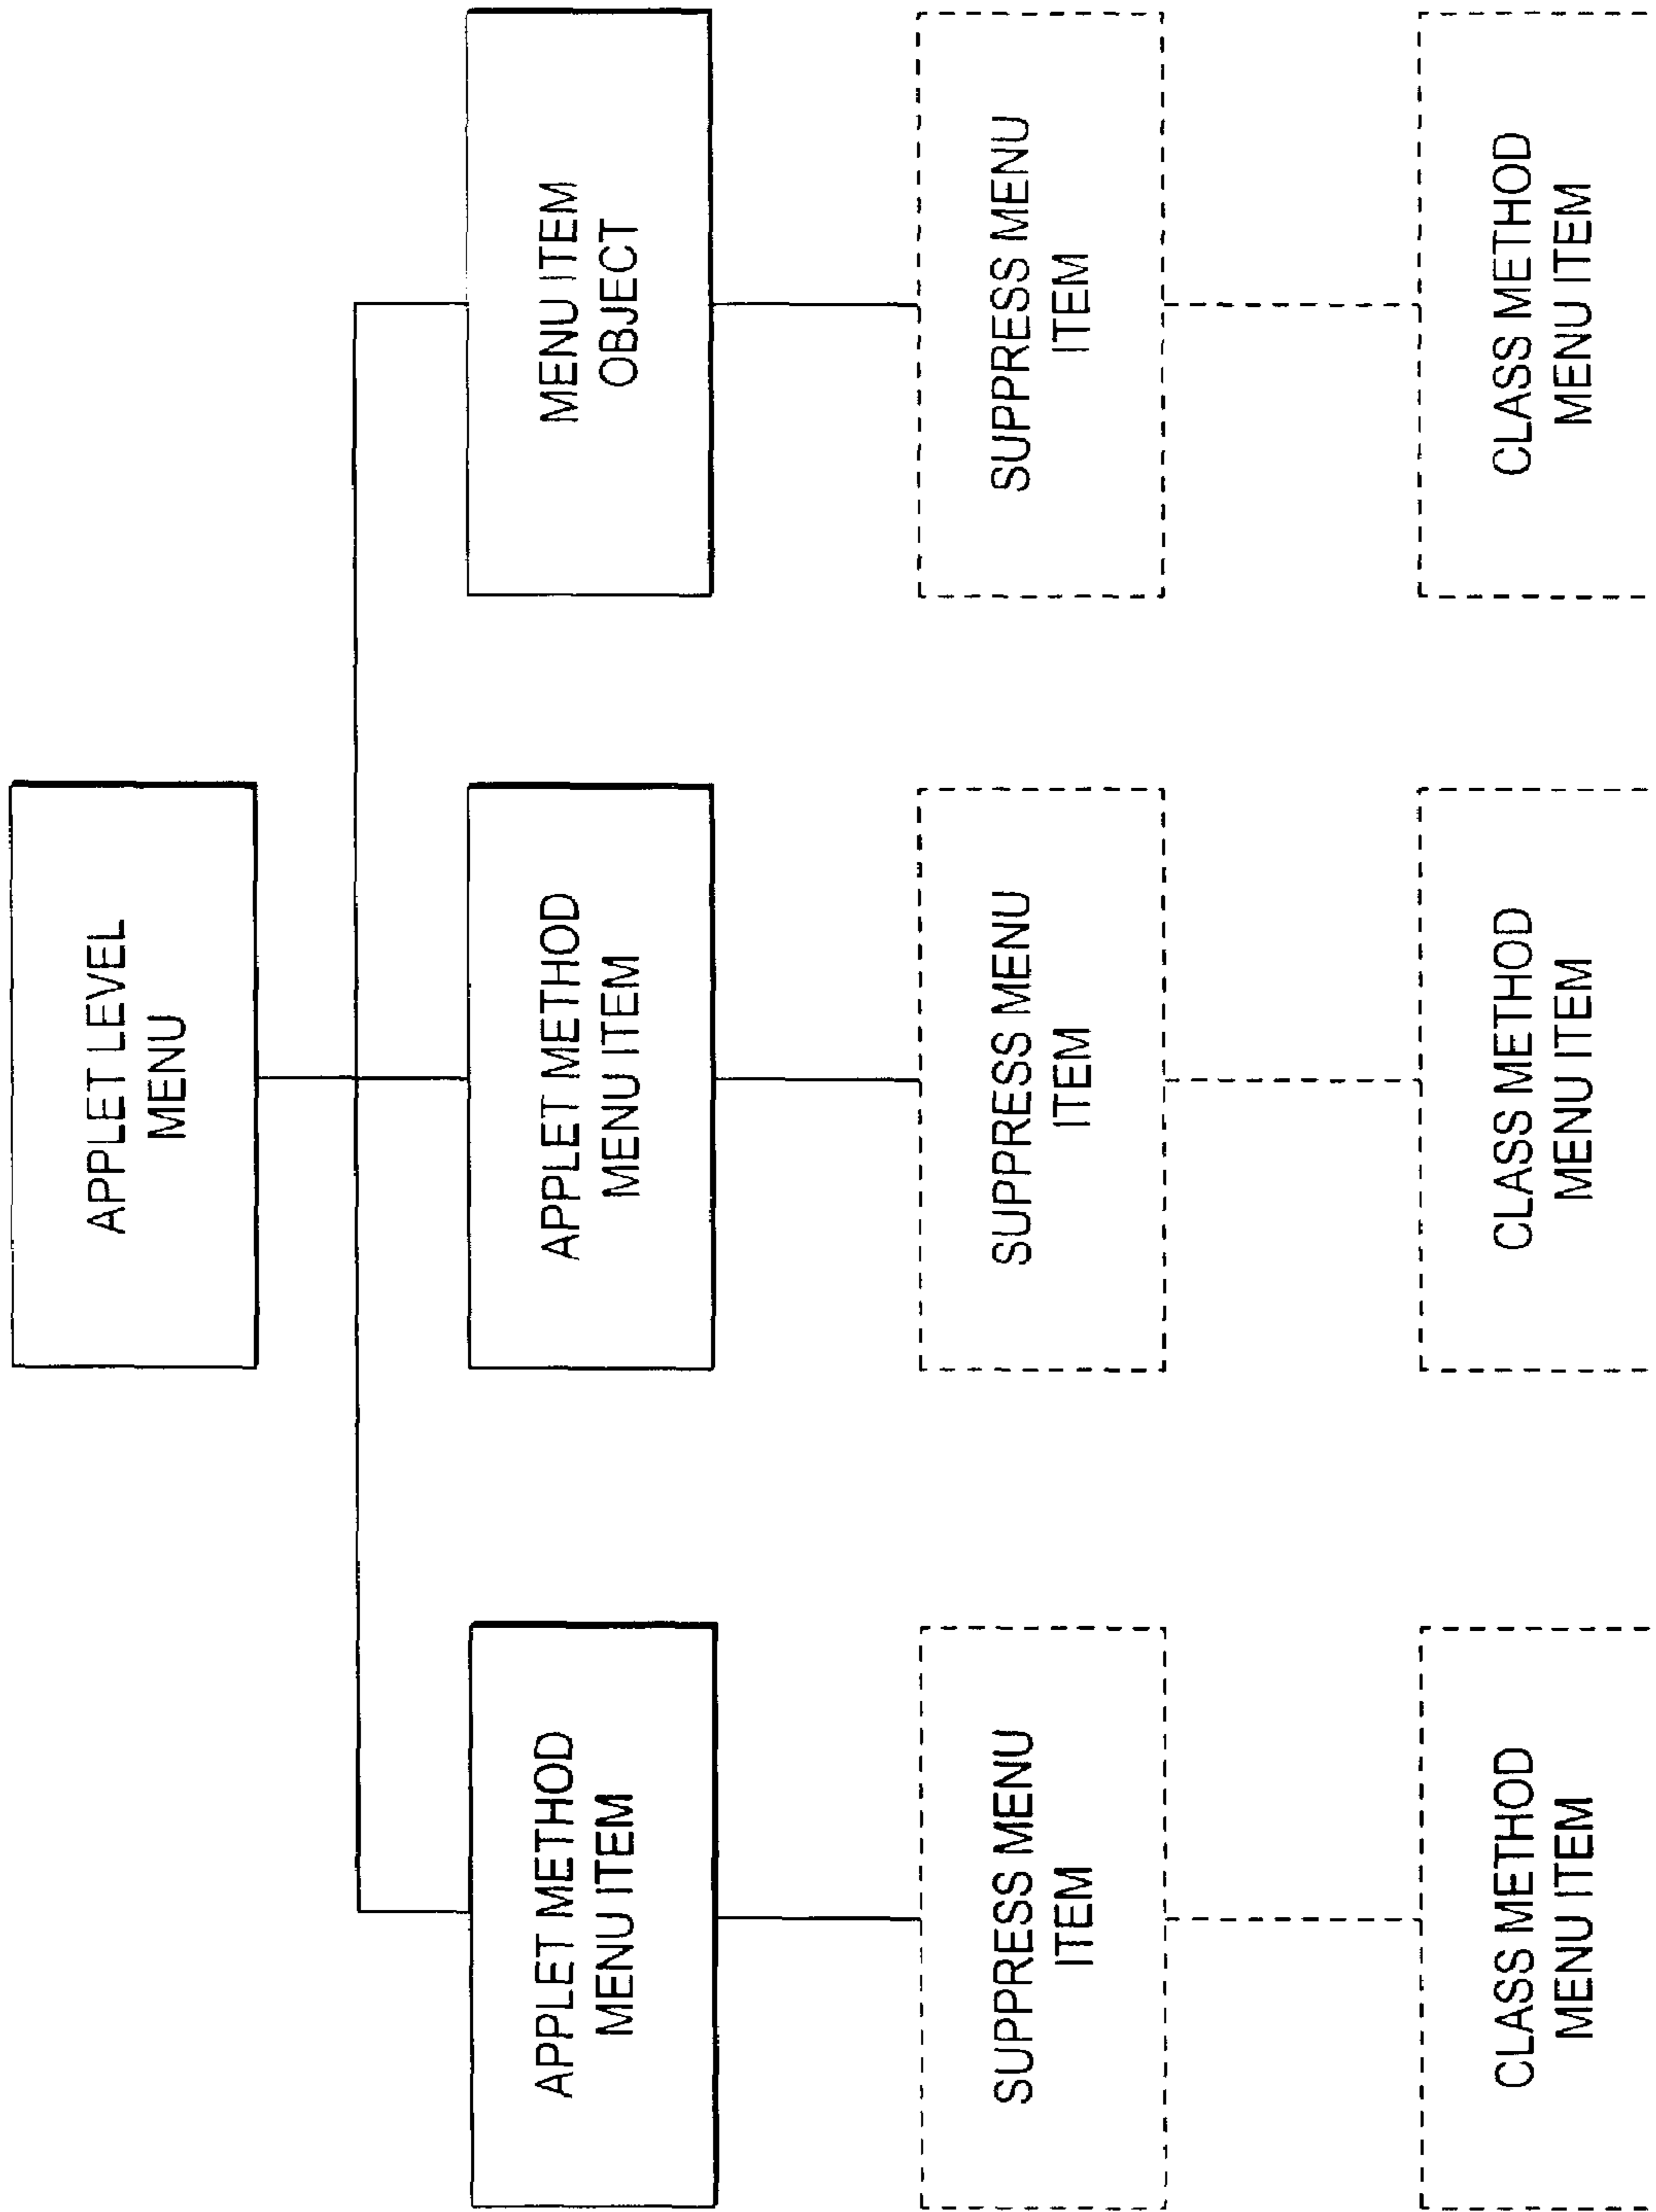 APPLET LEVEL
MENU
APPLET METHOD
MENU ITEM
APPLET METHOD
MENU ITEM
MENU ITEM
OBJECT
SUPPRESS MENU
ITEM
SUPPRESS MENU
ITEM
SUPPRESS MENU
ITEM
CLASS METHOD
MENU ITEM
CLASS METHOD
MENU ITEM
CLASS METHOD
MENU ITEM